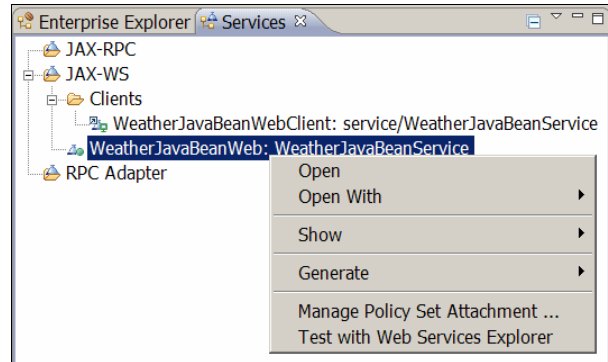 Enterprise Explorer Services
JAX-RPC
JAX-WS
Clients
WeatherJavaBeanWebClient: service/WeatherJavaBeanService
WeatherJavaBeanWeb: WeatherJavaBeanService
RPC Adapter
Open
Open With
Show
Generate
Manage Policy Set Attachment ...
Test with Web Services Explorer